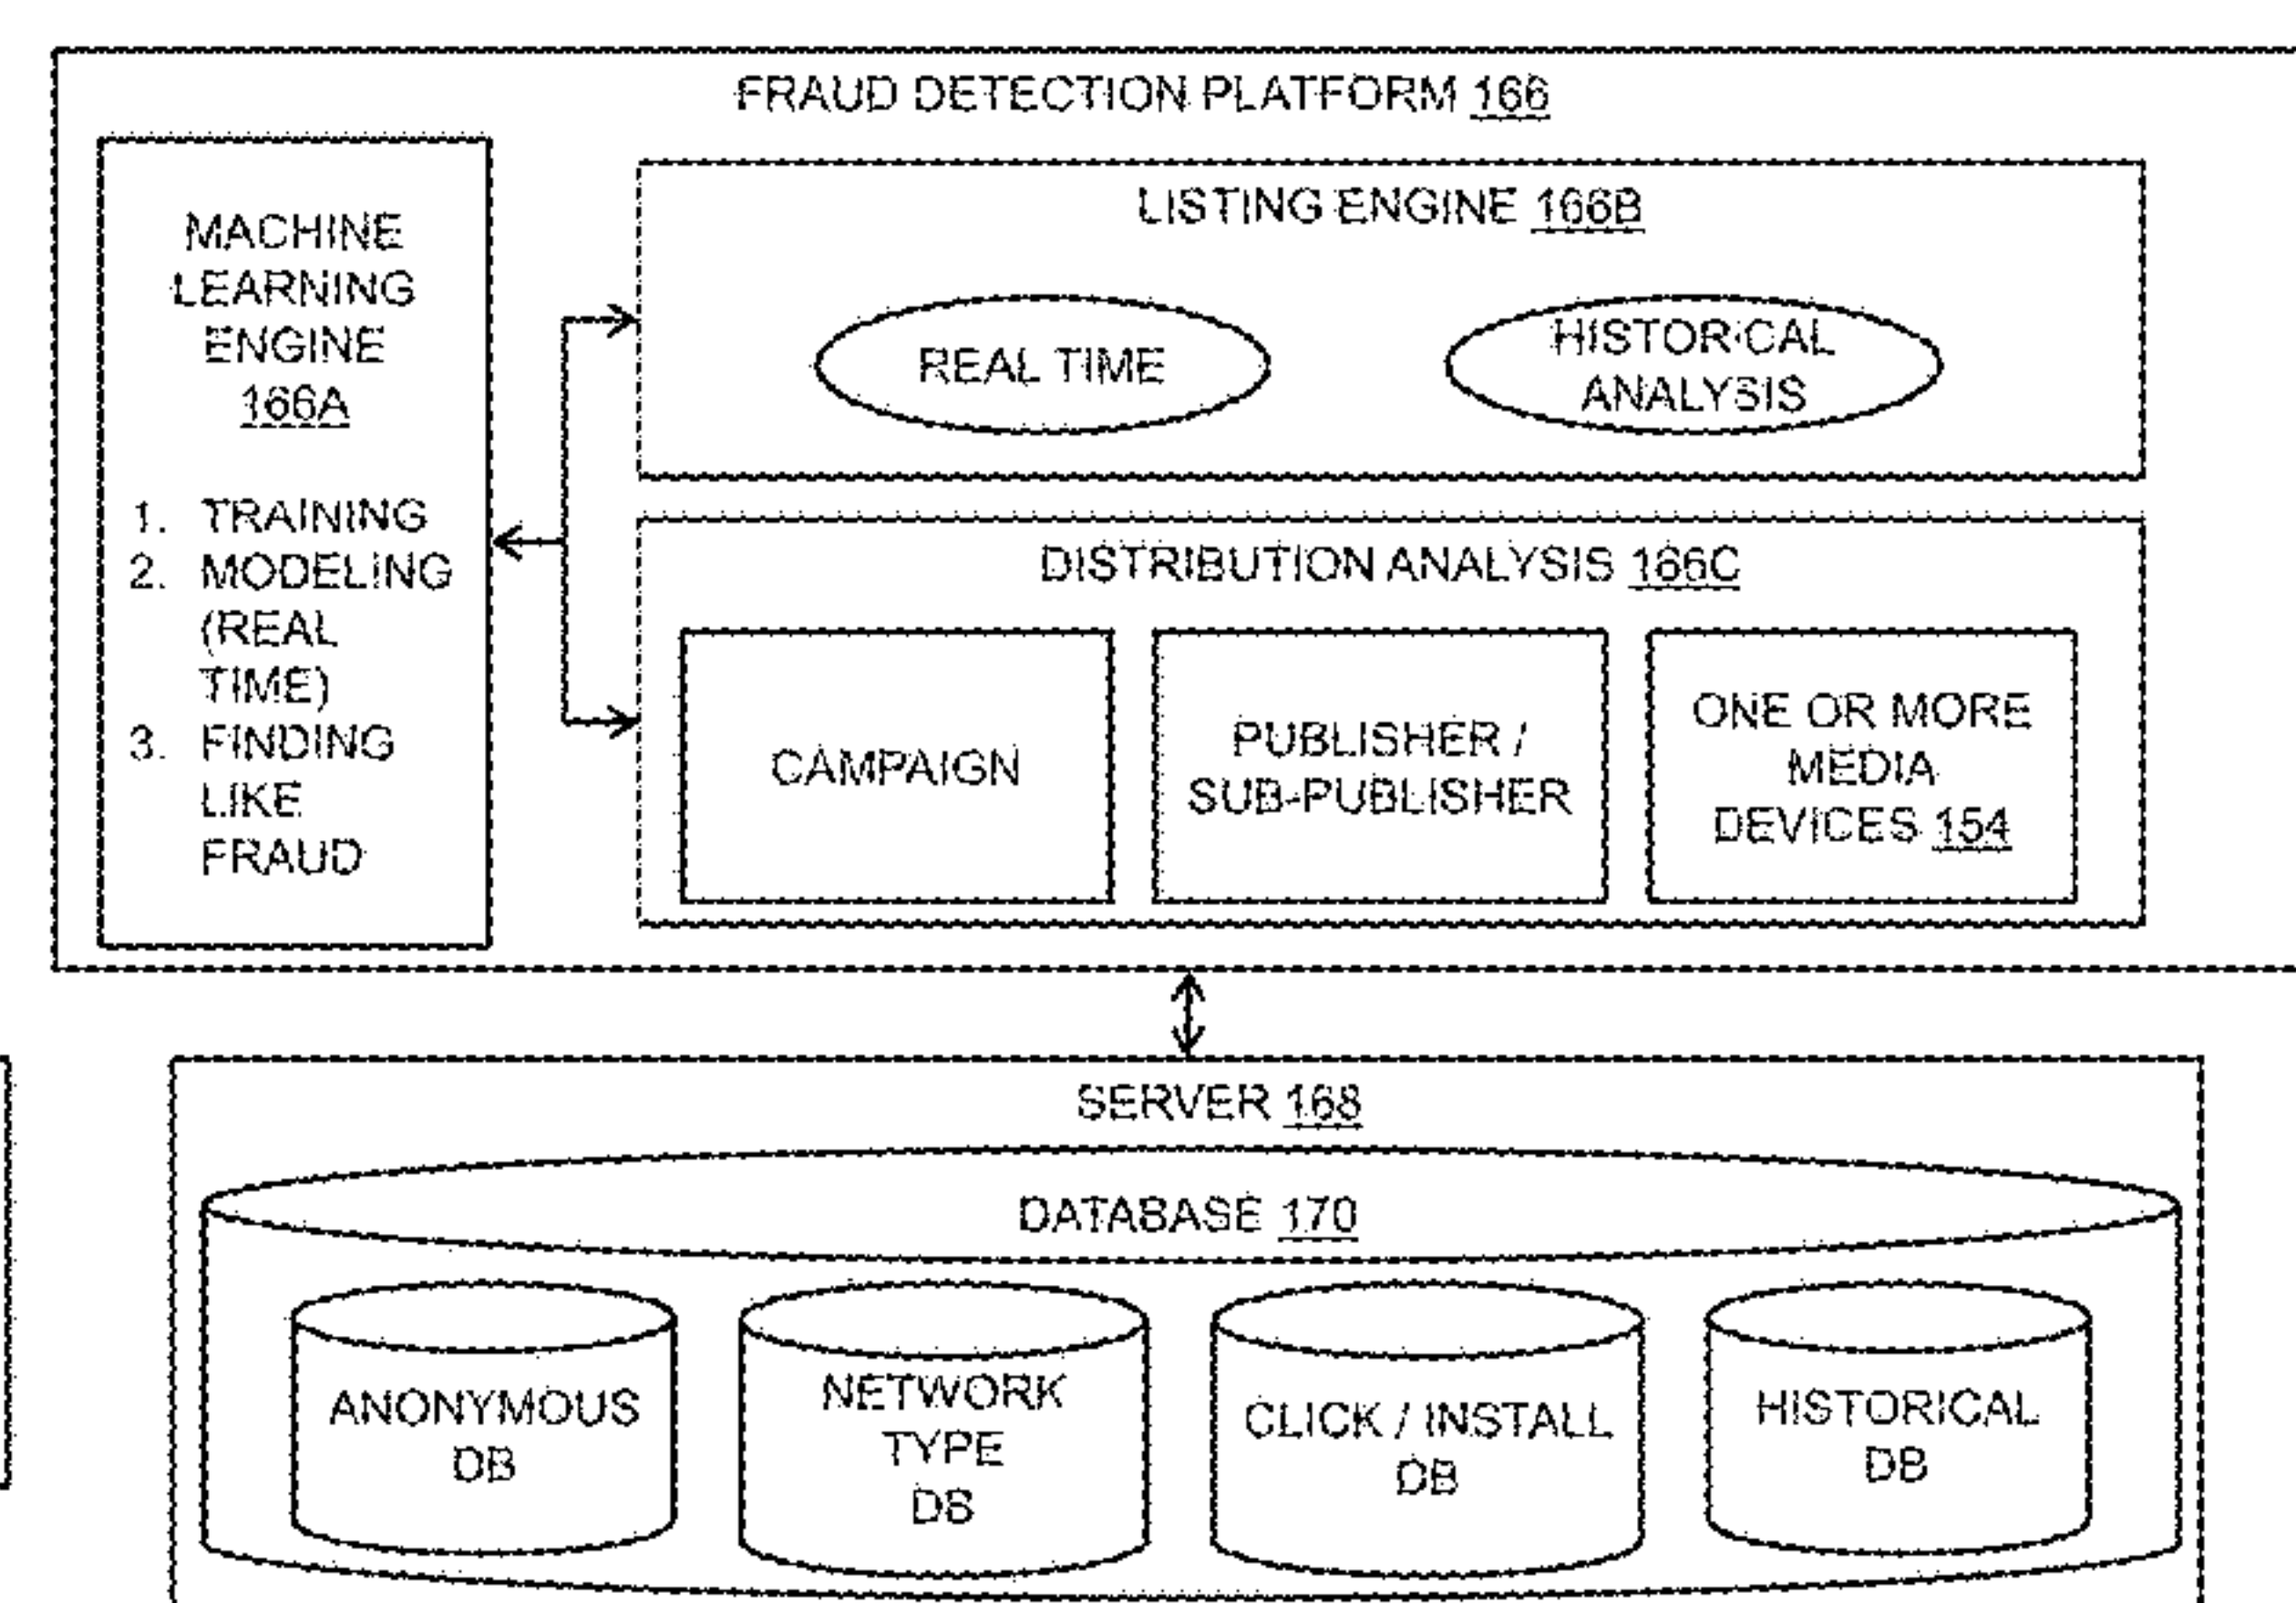 FRAUD DETECTION PLATFORM 166
MACHINE
LEARNING
ENGINE
166A
1. TRAINING
2. MODELING
(REAL
TIME)
3. FINDING
LIKE
FRAUD
LISTING ENGINE 166B
REAL TIME
HISTORICAL
ANALYSIS
DISTRIBUTION ANALYSIS 166C
CAMPAIGN
PUBLISHER /
SUB-PUBLISHER
ONE OR MORE
MEDIA
DEVICES 154
SERVER 168
DATABASE 170
ANONYMOUS
DB
NETWORK
TYPE
DB
CLICK / INSTALL
DB
HISTORICAL
DB